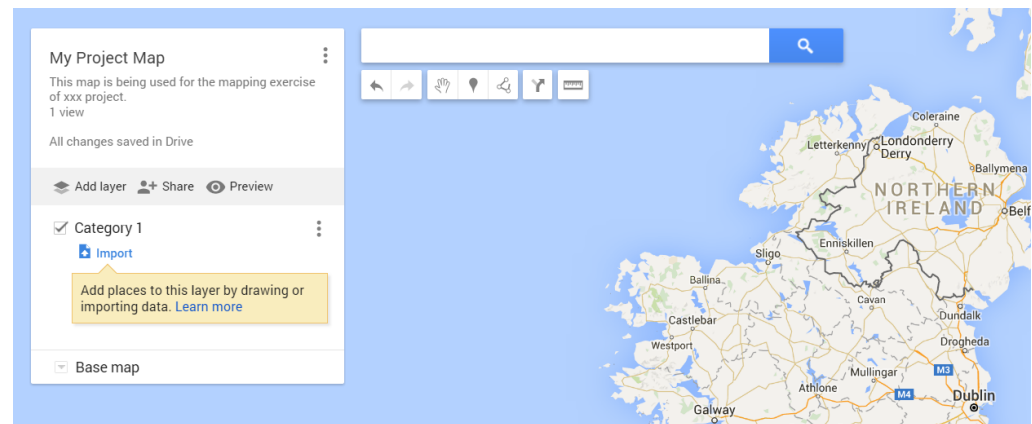 My Project Map
This map is being used for the mapping exercise
of xxx project.
1 view
All changes saved in Drive
Add layer Share Preview
Category 1
Import
Add places to this layer by drawing or
importing data. Learn more
Base map
Coleraine
Letterkenny
Londonderry
Derry
Ballymena
NORTHERN
IRELAND
Belf
Enniskillen
Sligo
Ballina
Cavan
Dundalk
Castlebar
Westport
Drogheda
Mullingar
M3
Athlone
M4
Dublin
Galway